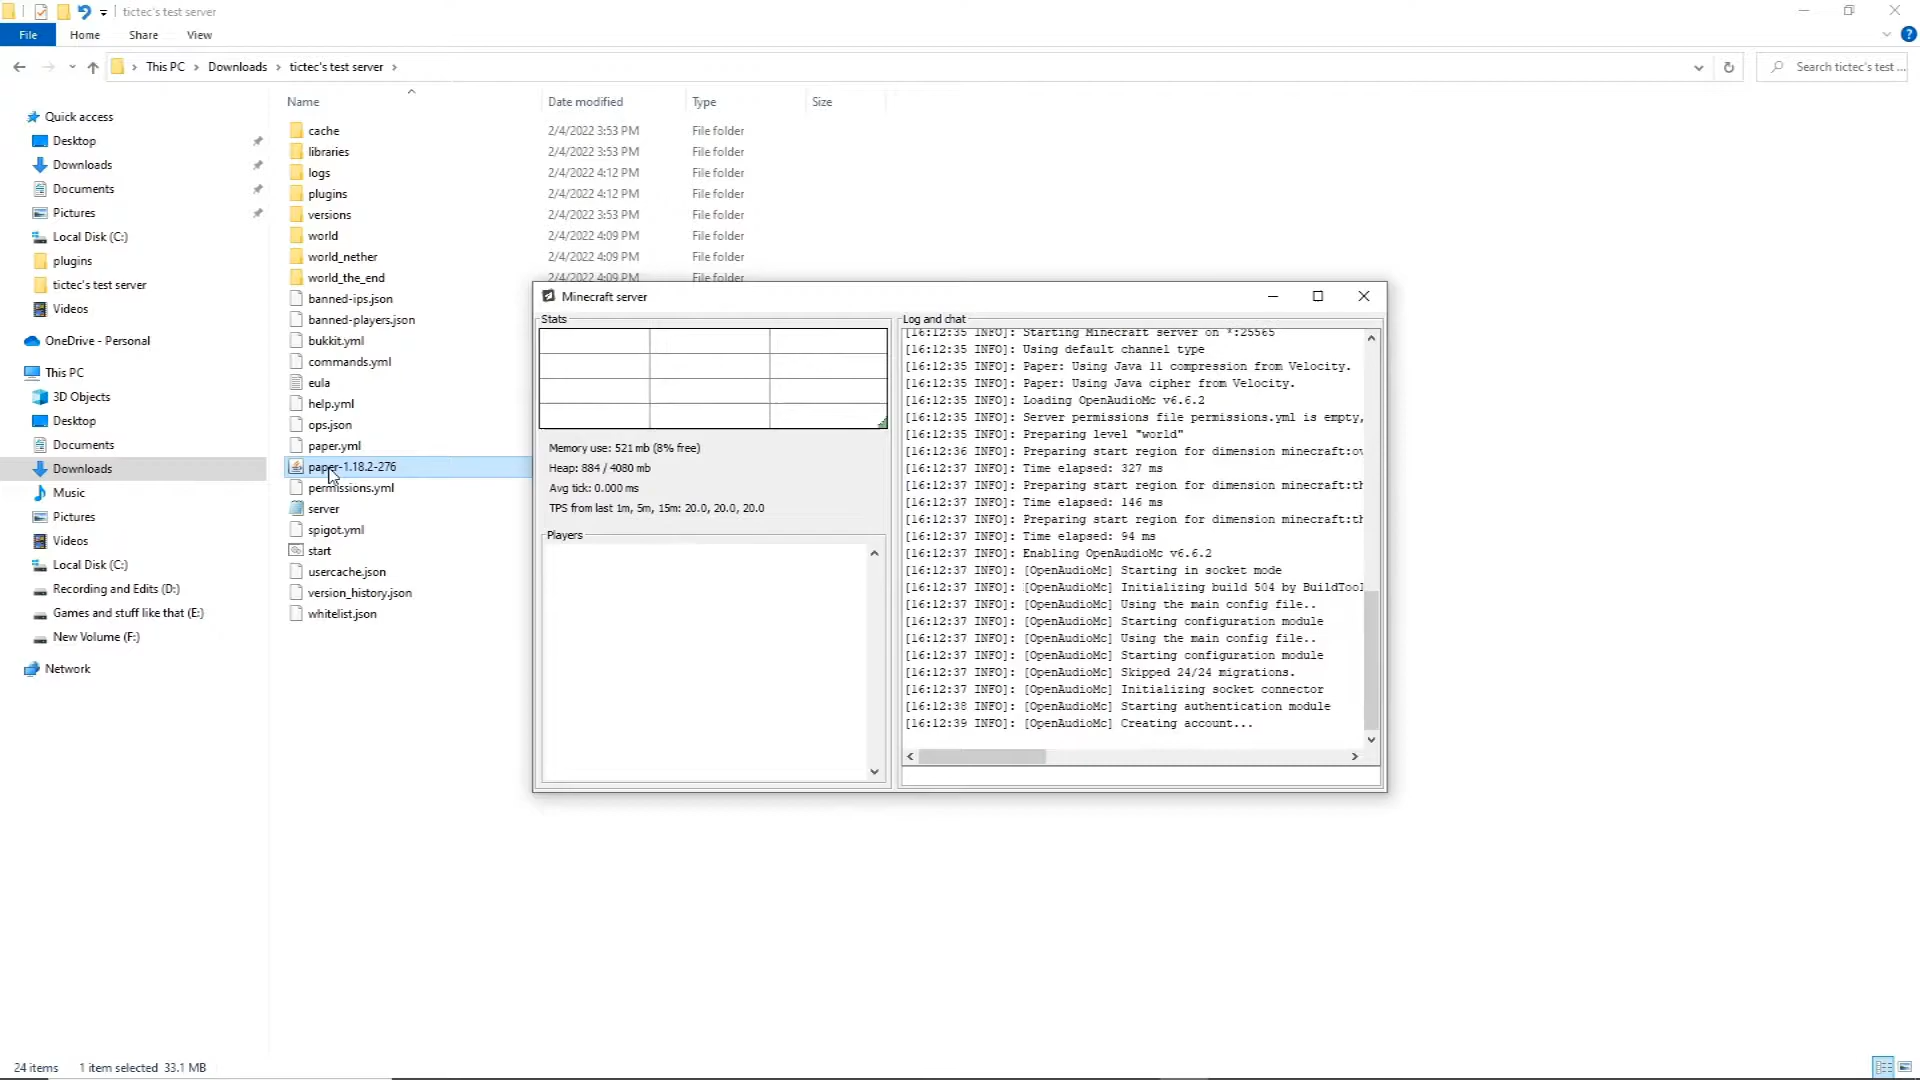 tictec's test server
File Home Share View
This PC Downloads tictec's test server
Search tictec's test ...
Name Date modified Type Size
Quick access
Desktop
Downloads
Documents
Pictures
Local Disk (C:)
plugins
tictec's test server
Videos
OneDrive - Personal
This PC
3D Objects
Desktop
Documents
Downloads
Music
Pictures
Videos
Local Disk (C:)
Recording and Edits (D:)
Games and stuff like that (E:)
New Volume (F:)
Network
cache 2/4/2022 3:53 PM File folder
libraries 2/4/2022 3:53 PM File folder
logs 2/4/2022 4:12 PM File folder
plugins 2/4/2022 4:12 PM File folder
versions 2/4/2022 3:53 PM File folder
world 2/4/2022 4:09 PM File folder
world_nether 2/4/2022 4:09 PM File folder
world_the_end 2/4/2022 4:09 PM File folder
banned-ips.json
banned-players.json
bukkit.yml
commands.yml
eula
help.yml
ops.json
paper.yml
paper-1.18.2-276
permissions.yml
server
spigot.yml
start
usercache.json
version_history.json
whitelist.json
Minecraft server
Stats
Memory use: 521 mb (8% free)
Heap: 884 / 4080 mb
Avg tick: 0.000 ms
TPS from last 1m, 5m, 15m: 20.0, 20.0, 20.0
Players
Log and chat
[16:12:35 INFO]: Starting Minecraft server on *:25565
[16:12:35 INFO]: Using default channel type
[16:12:35 INFO]: Paper: Using Java 11 compression from Velocity.
[16:12:35 INFO]: Paper: Using Java cipher from Velocity.
[16:12:35 INFO]: Loading OpenAudioMc v6.6.2
[16:12:35 INFO]: Server permissions file permissions.yml is empty,
[16:12:35 INFO]: Preparing level "world"
[16:12:36 INFO]: Preparing start region for dimension minecraft:ov
[16:12:37 INFO]: Time elapsed: 327 ms
[16:12:37 INFO]: Preparing start region for dimension minecraft:th
[16:12:37 INFO]: Time elapsed: 146 ms
[16:12:37 INFO]: Preparing start region for dimension minecraft:th
[16:12:37 INFO]: Time elapsed: 94 ms
[16:12:37 INFO]: Enabling OpenAudioMc v6.6.2
[16:12:37 INFO]: [OpenAudioMc] Starting in socket mode
[16:12:37 INFO]: [OpenAudioMc] Initializing build 504 by BuildTool
[16:12:37 INFO]: [OpenAudioMc] Using the main config file..
[16:12:37 INFO]: [OpenAudioMc] Starting configuration module
[16:12:37 INFO]: [OpenAudioMc] Using the main config file..
[16:12:37 INFO]: [OpenAudioMc] Starting configuration module
[16:12:37 INFO]: [OpenAudioMc] Skipped 24/24 migrations.
[16:12:37 INFO]: [OpenAudioMc] Initializing socket connector
[16:12:38 INFO]: [OpenAudioMc] Starting authentication module
[16:12:39 INFO]: [OpenAudioMc] Creating account...
24 items 1 item selected 33.1 MB